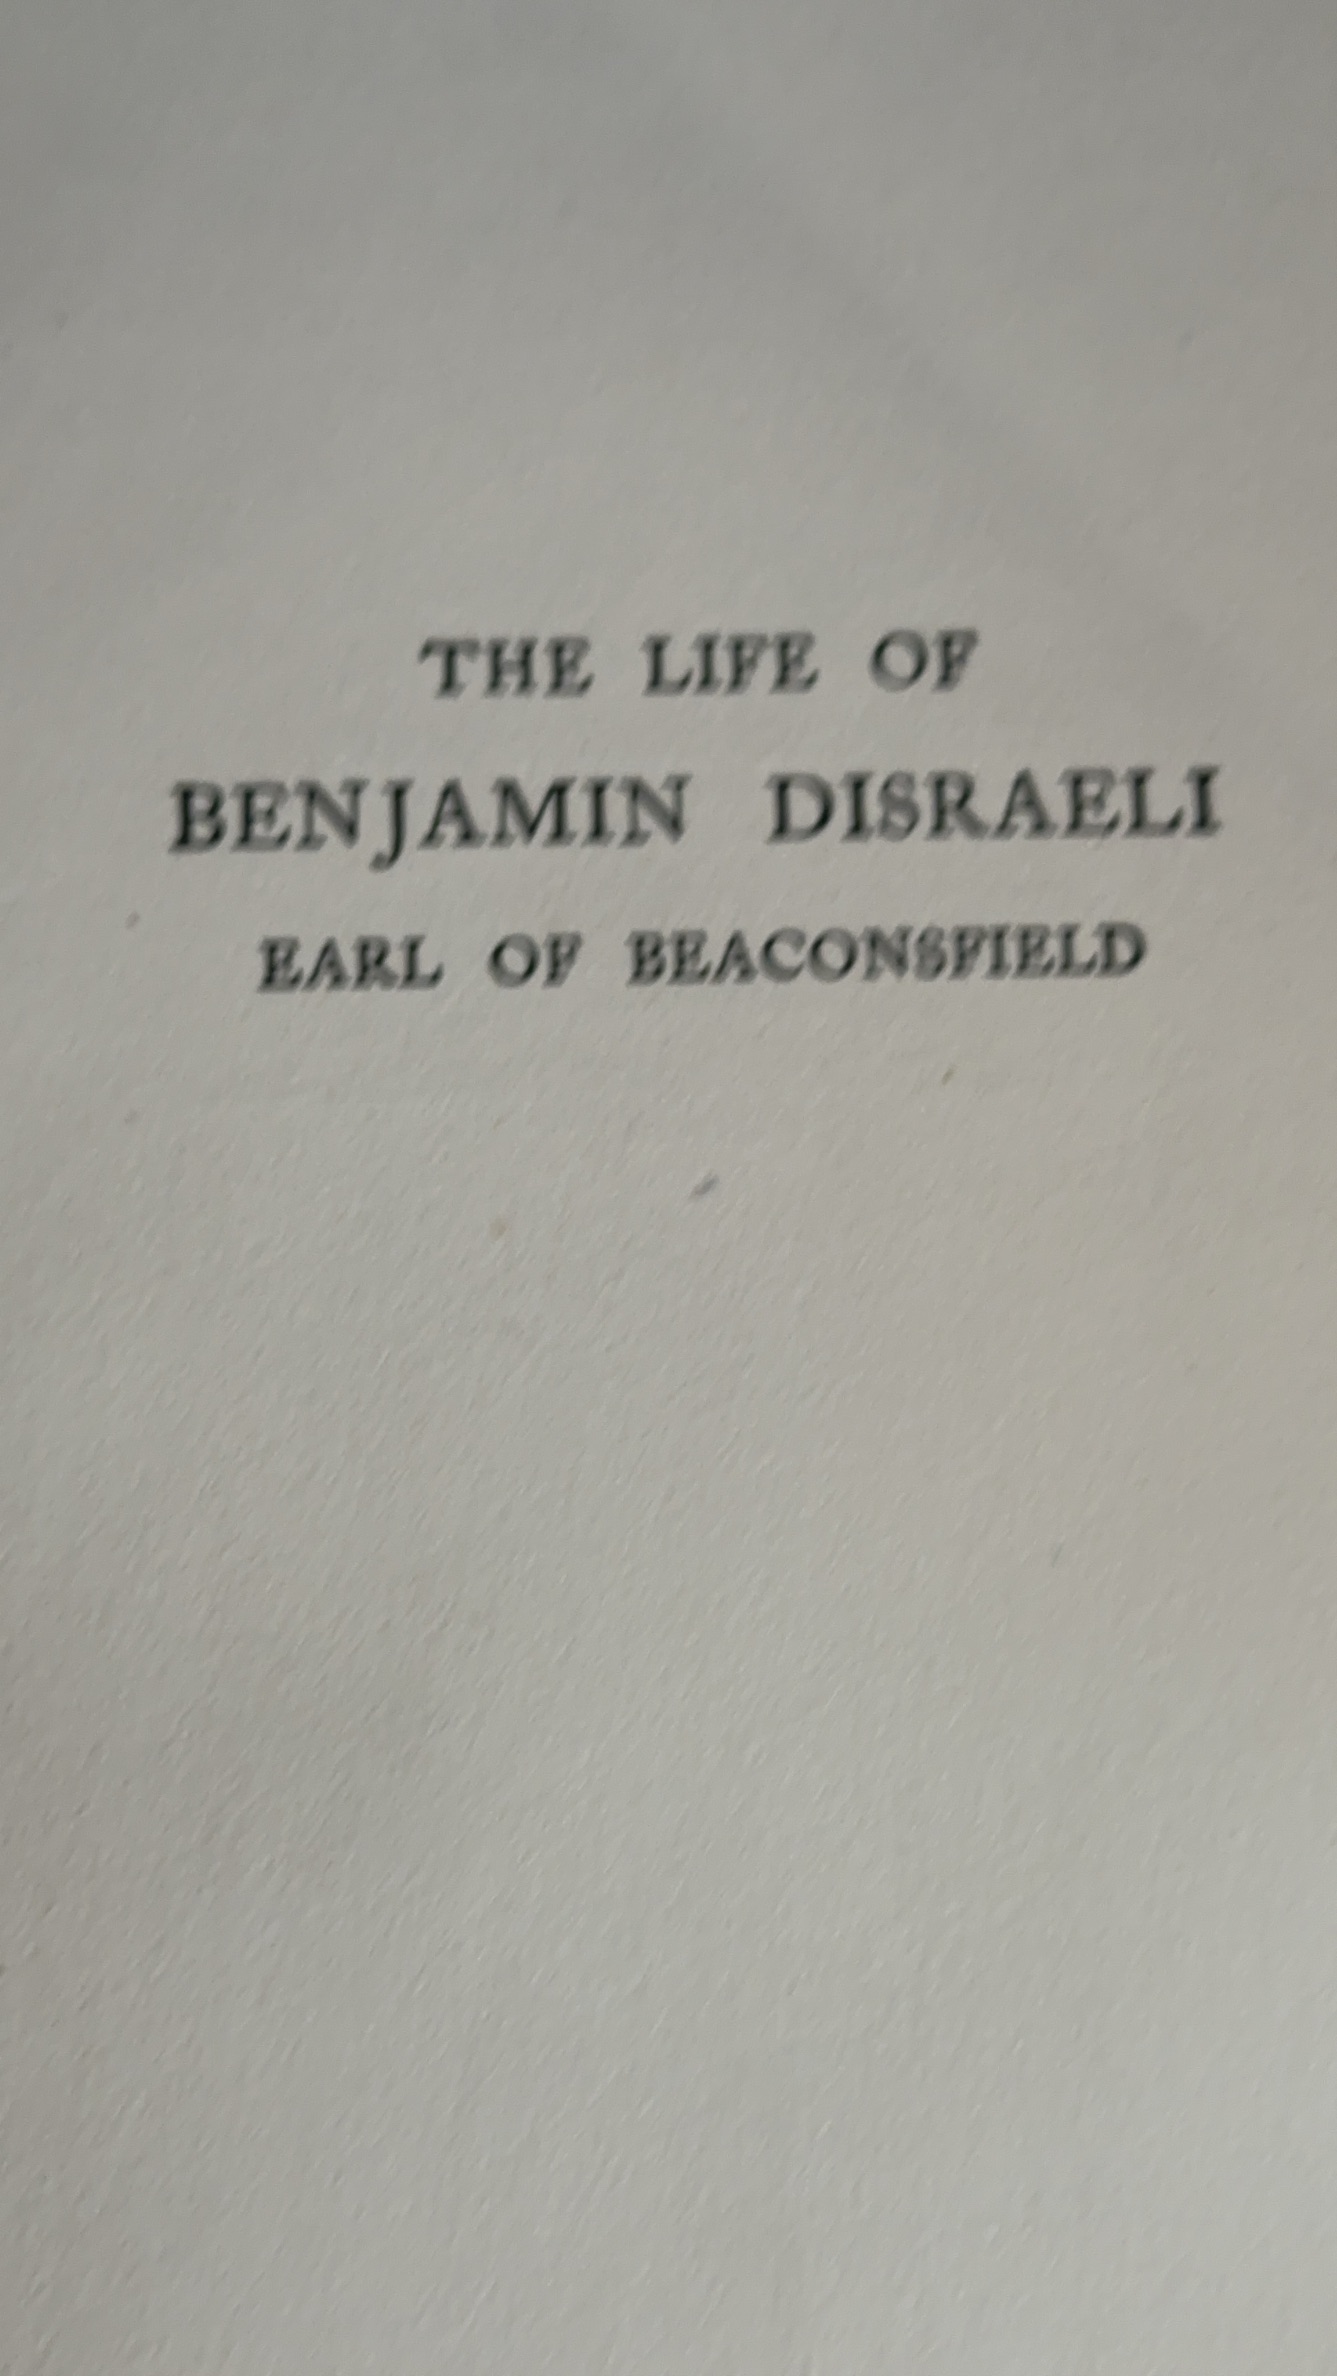 THE LIFE OF
BENJAMIN DISRAELI
EARL OF BEACONSFIELD